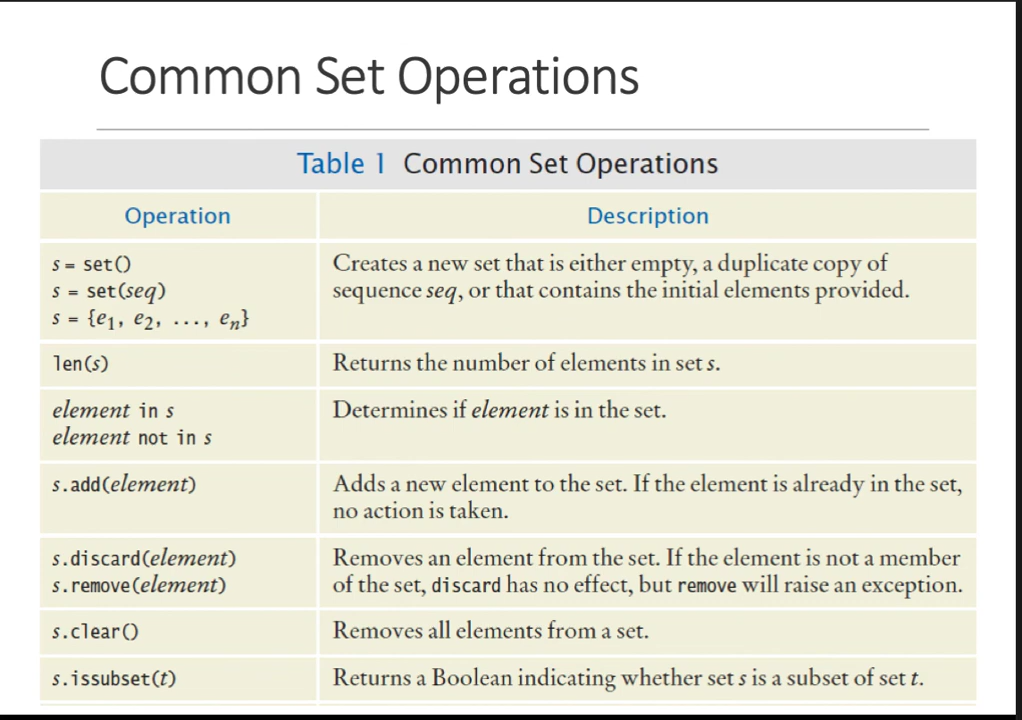 Common Set Operations
Table 1 Common Set Operations
Operation
Description
s = set()
s = set(seq)
s = {e1, e2, ..., en}
Creates a new set that is either empty, a duplicate copy of
sequence seq, or that contains the initial elements provided.
len(s)
Returns the number of elements in set s.
element in s
element not in s
Determines if element is in the set.
s.add(element)
Adds a new element to the set. If the element is already in the set,
no action is taken.
s.discard(element)
s.remove(element)
Removes an element from the set. If the element is not a member
of the set, discard has no effect, but remove will raise an exception.
s.clear()
Removes all elements from a set.
s.issubset(t)
Returns a Boolean indicating whether set s is a subset of set t.